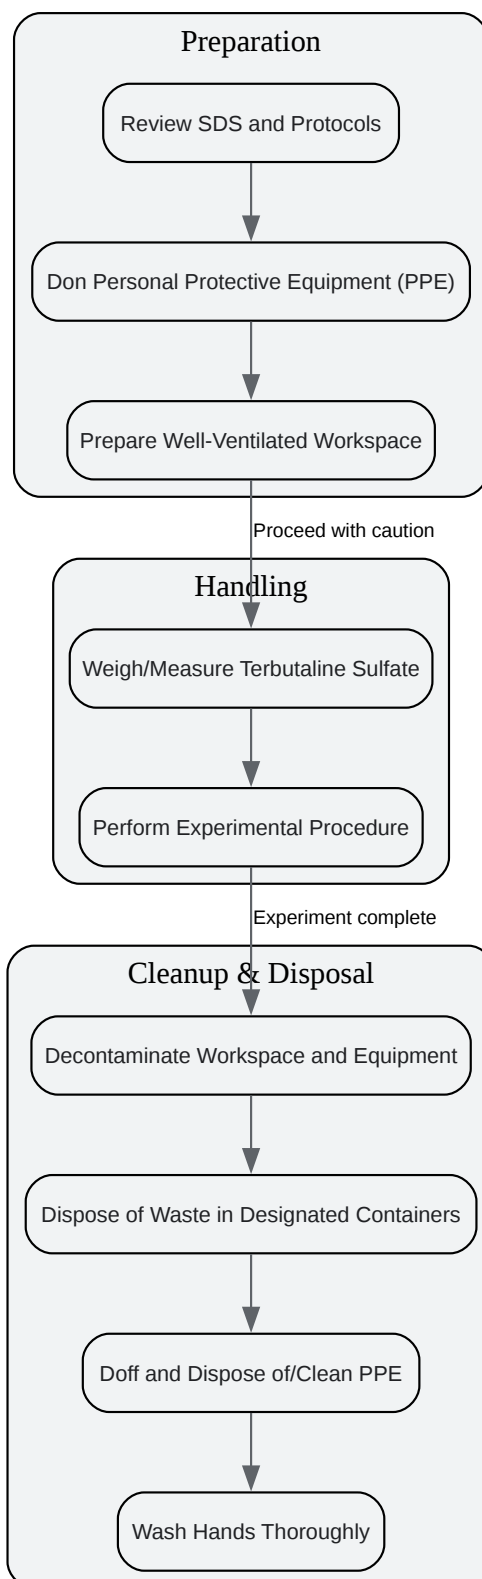 Preparation
Review SDS and Protocols
Don Personal Protective Equipment (PPE)
Prepare Well-Ventilated Workspace
Proceed with caution
Handling
Weigh/Measure Terbutaline Sulfate
Perform Experimental Procedure
Experiment complete
Cleanup & Disposal
Decontaminate Workspace and Equipment
Dispose of Waste in Designated Containers
Doff and Dispose of/Clean PPE
Wash Hands Thoroughly